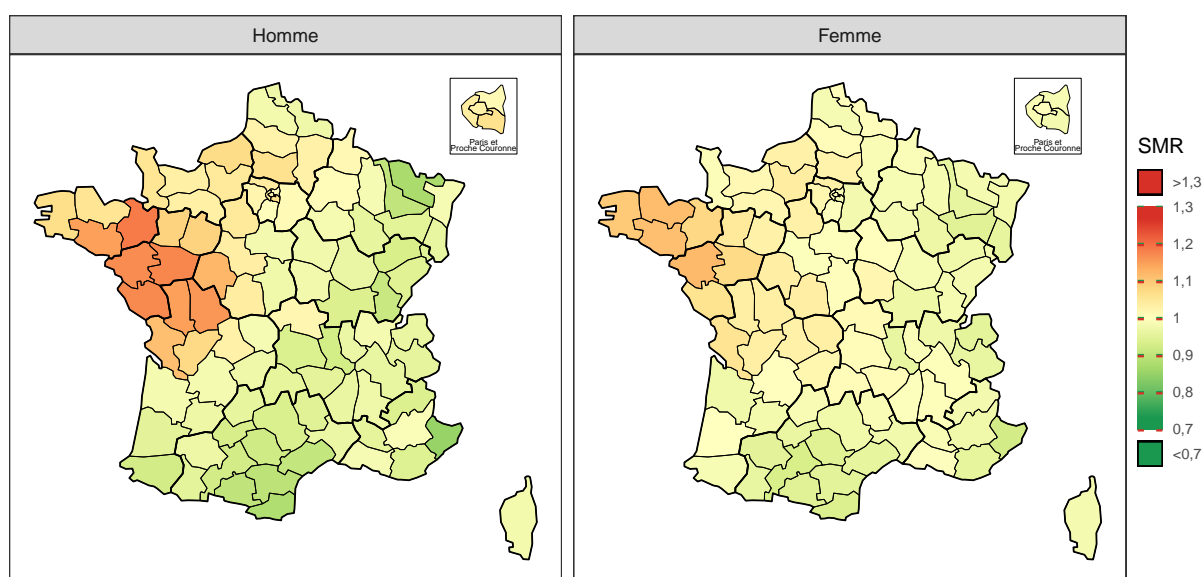 Homme
Femme
Paris et
Proche Couronne
Paris et
Proche Couronne
SMR
>1,3
1,3
1,2
1,1
1
0,9
0,8
0,7
<0,7